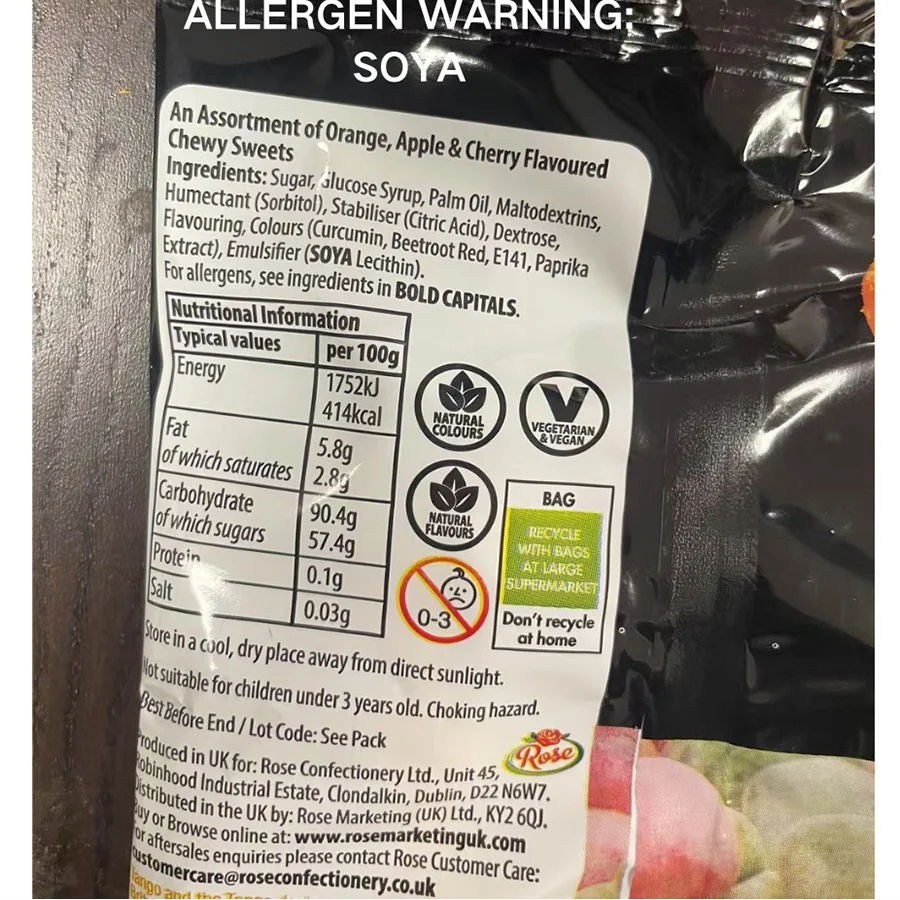 ALLERGEN WARNING:
SOYA
An Assortment of Orange, Apple & Cherry Flavoured
Chewy Sweets
Ingredients: Sugar, Glucose Syrup, Palm Oil, Maltodextrins,
Humectant (Sorbitol), Stabiliser (Citric Acid), Dextrose,
Flavouring, Colours (Curcumin, Beetroot Red, E141, Paprika
Extract), Emulsifier (SOYA Lecithin).
For allergens, see ingredients in BOLD CAPITALS.
Nutritional Information
Typical values per 100g
Energy 1752kJ
414kcal
Fat 5.8g
of which saturates 2.8g
Carbohydrate 90.4g
of which sugars 57.4g
Protein 0.1g
Salt 0.03g
NATURAL
COLOURS
V
VEGETARIAN
& VEGAN
NATURAL
FLAVOURS
0-3
BAG
RECYCLE
WITH BAGS
AT LARGE
SUPERMARKET
Don't recycle
at home
Store in a cool, dry place away from direct sunlight.
Not suitable for children under 3 years old. Choking hazard.
Best Before End / Lot Code: See Pack
Rose
Produced in UK for: Rose Confectionery Ltd., Unit 45,
Robinhood Industrial Estate, Clondalkin, Dublin, D22 N6W7.
Distributed in the UK by: Rose Marketing (UK) Ltd., KY2 6QJ.
Buy or Browse online at: www.rosemarketinguk.com
For aftersales enquiries please contact Rose Customer Care:
customercare@roseconfectionery.co.uk
Tango and the Tango